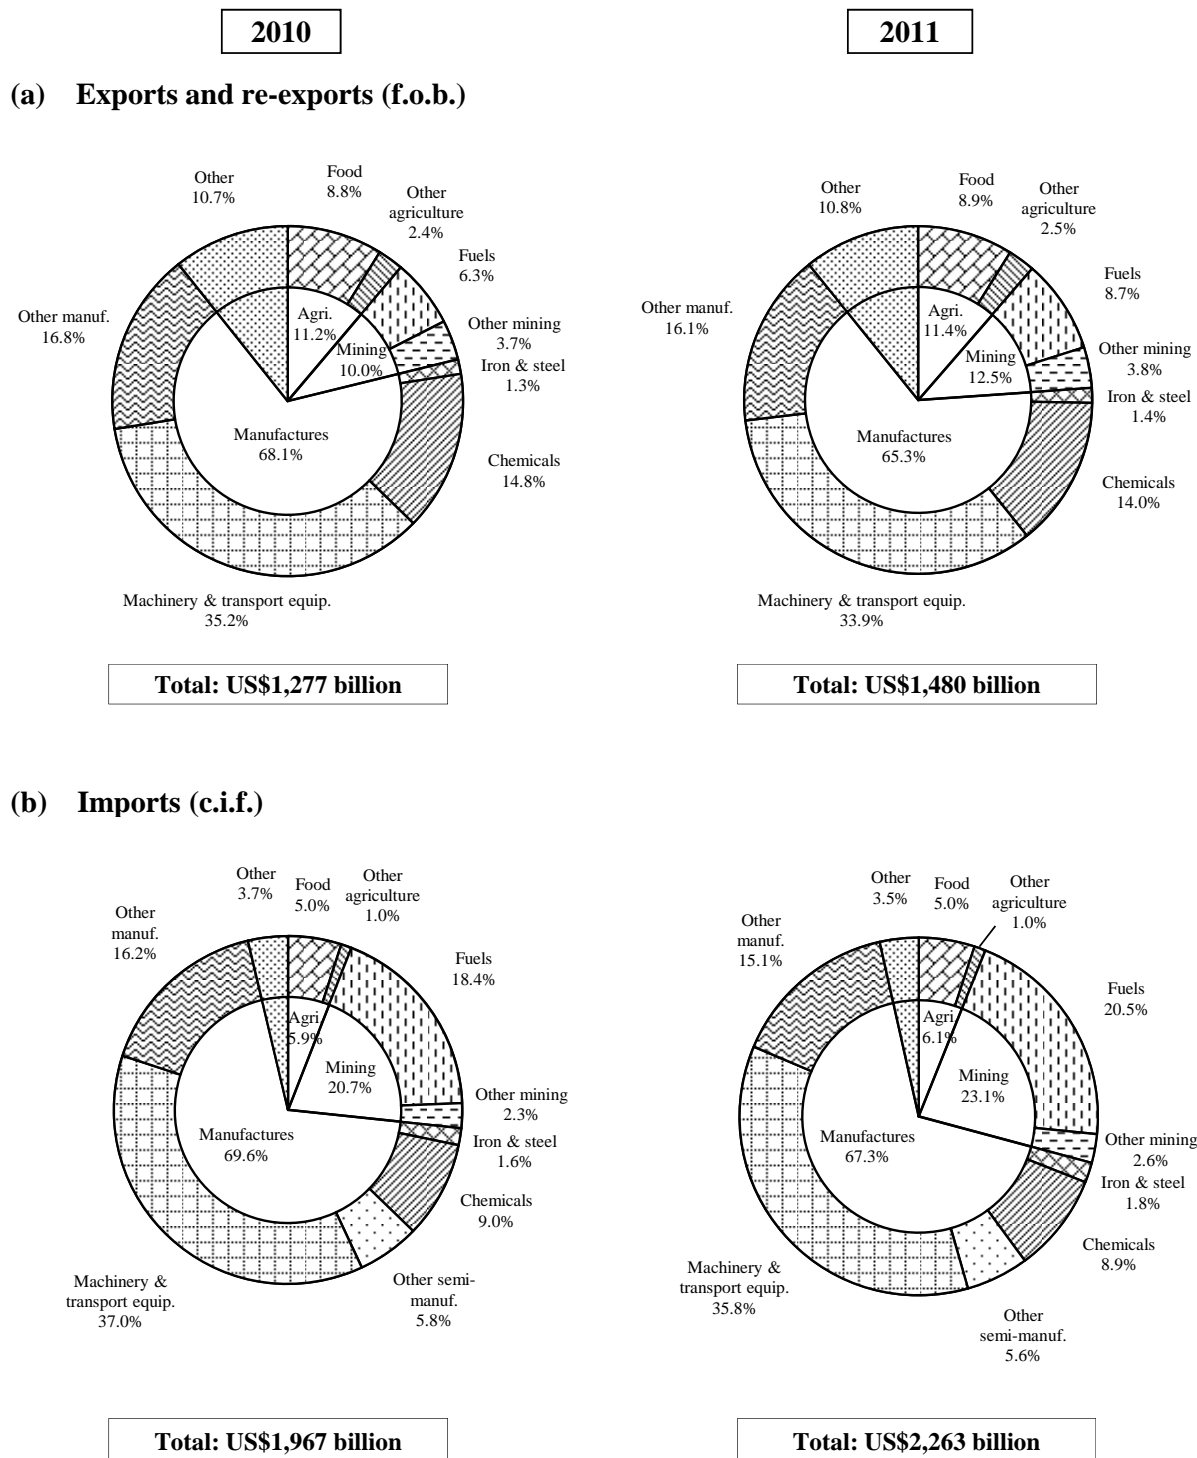 2010
2011
(a) Exports and re-exports (f.o.b.)
Other
10.7%
Food
8.8%
Other
agriculture
2.4%
Fuels
6.3%
Other mining
3.7%
Iron & steel
1.3%
Chemicals
14.8%
Machinery & transport equip.
35.2%
Other manuf.
16.8%
Agri.
11.2%
Mining
10.0%
Manufactures
68.1%
Total: US$1,277 billion
Other
10.8%
Food
8.9%
Other
agriculture
2.5%
Fuels
8.7%
Other mining
3.8%
Iron & steel
1.4%
Chemicals
14.0%
Machinery & transport equip.
33.9%
Other manuf.
16.1%
Agri.
11.4%
Mining
12.5%
Manufactures
65.3%
Total: US$1,480 billion
(b) Imports (c.i.f.)
Other
3.7%
Food
5.0%
Other
agriculture
1.0%
Fuels
18.4%
Other mining
2.3%
Iron & steel
1.6%
Chemicals
9.0%
Other semi-
manuf.
5.8%
Machinery &
transport equip.
37.0%
Other
manuf.
16.2%
Agri.
5.9%
Mining
20.7%
Manufactures
69.6%
Total: US$1,967 billion
Other
3.5%
Food
5.0%
Other
agriculture
1.0%
Fuels
20.5%
Other mining
2.6%
Iron & steel
1.8%
Chemicals
8.9%
Other
semi-manuf.
5.6%
Machinery &
transport equip.
35.8%
Other
manuf.
15.1%
Agri
6.1%
Mining
23.1%
Manufactures
67.3%
Total: US$2,263 billion